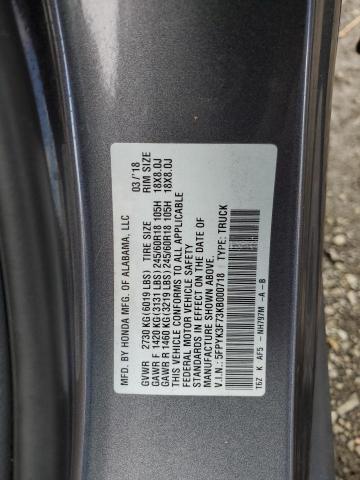 MFD. BY HONDA MFG. OF ALABAMA, LLC 03/'18
TIRE SIZE RIM SIZE
GVWR 2730 KG(6019 LBS)
GAWR F 1420 KG(3131 LBS)245/60R18 105H 18X8.0J
GAWR R 1460 KG(3219 LBS)245/60R18 105H 18X8.0J
THIS VEHICLE CONFORMS TO ALL APPLICABLE
FEDERAL MOTOR VEHICLE SAFETY
STANDARDS IN EFFECT ON THE DATE OF
MANUFACTURE SHOWN ABOVE.
V.I.N.: 5FPYK3F73KB000718 TYPE: TRUCK
T6Z K AF5 - NH797M -A-B